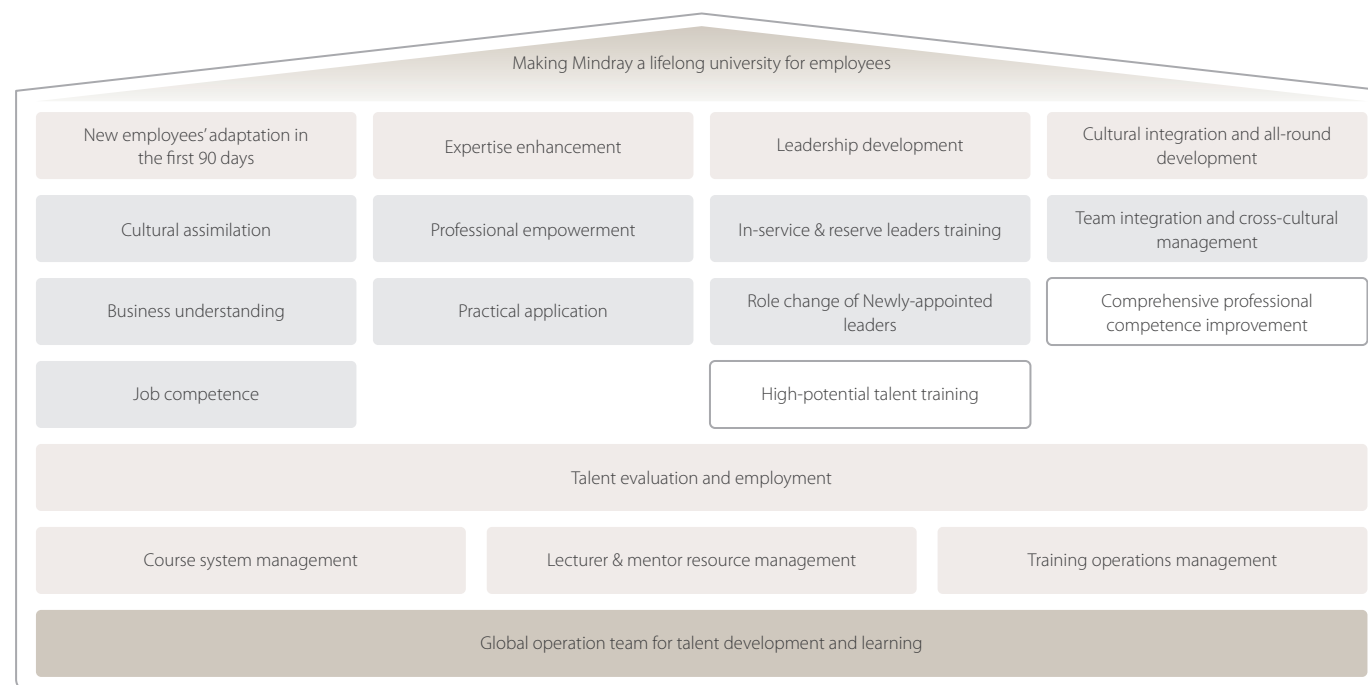 Making Mindray a lifelong university for employees
New employees’ adaptation in
the first 90 days
Expertise enhancement
Leadership development
Cultural integration and all-round
development
Cultural assimilation
Professional empowerment
In-service & reserve leaders training
Team integration and cross-cultural
management
Business understanding
Practical application
Role change of Newly-appointed
leaders
Comprehensive professional
competence improvement
Job competence
High-potential talent training
Talent evaluation and employment
Course system management
Lecturer & mentor resource management
Training operations management
Global operation team for talent development and learning